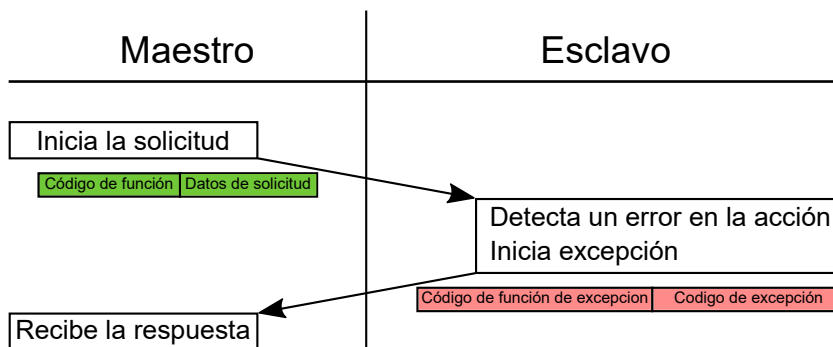 Maestro
Esclavo
Inicia la solicitud
Código de función
Datos de solicitud
Detecta un error en la acción
Inicia excepción
Código de función de excepcion
Codigo de excepción
Recibe la respuesta